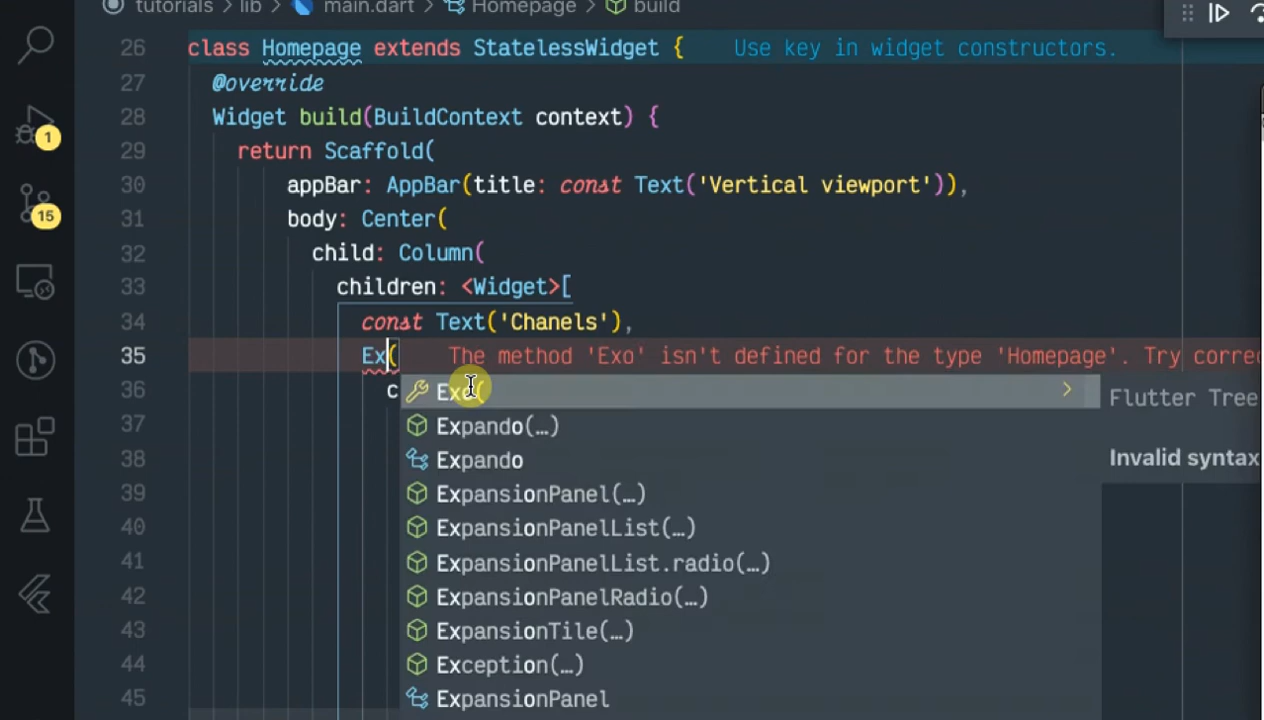 tutorials > lib > main.dart > Homepage > build
26 class Homepage extends StatelessWidget { Use key in widget constructors.
27 @override
28 Widget build(BuildContext context) {
29 return Scaffold(
30 appBar: AppBar(title: const Text('Vertical viewport')),
31 body: Center(
32 child: Column(
33 children: <Widget>[
34 const Text('Chanels'),
35 Ex( The method 'Exo' isn't defined for the type 'Homepage'. Try correc
36 c
Exo( Flutter Tree
37 Expando(…)
38 Expando Invalid syntax
39 ExpansionPanel(…)
40 ExpansionPanelList(…)
41 ExpansionPanelList.radio(…)
42 ExpansionPanelRadio(…)
43 ExpansionTile(…)
44 Exception(…)
45 ExpansionPanel
1
15